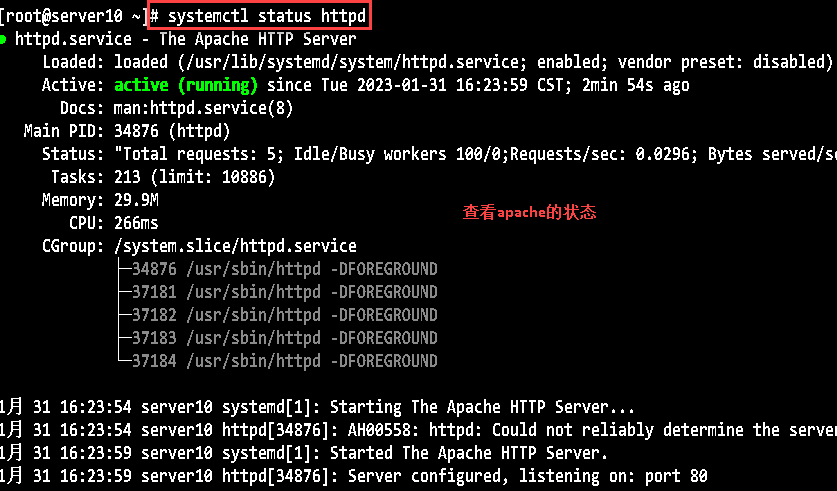 [root@server10 ~]# systemctl status httpd
● httpd.service - The Apache HTTP Server
Loaded: loaded (/usr/lib/systemd/system/httpd.service; enabled; vendor preset: disabled)
Active: active (running) since Tue 2023-01-31 16:23:59 CST; 2min 54s ago
Docs: man:httpd.service(8)
Main PID: 34876 (httpd)
Status: "Total requests: 5; Idle/Busy workers 100/0;Requests/sec: 0.0296; Bytes served/se
Tasks: 213 (limit: 10886)
Memory: 29.9M
查看apache的状态
CPU: 266ms
CGroup: /system.slice/httpd.service
├─34876 /usr/sbin/httpd -DFOREGROUND
├─37181 /usr/sbin/httpd -DFOREGROUND
├─37182 /usr/sbin/httpd -DFOREGROUND
├─37183 /usr/sbin/httpd -DFOREGROUND
└─37184 /usr/sbin/httpd -DFOREGROUND
1月 31 16:23:54 server10 systemd[1]: Starting The Apache HTTP Server...
1月 31 16:23:54 server10 httpd[34876]: AH00558: httpd: Could not reliably determine the server
1月 31 16:23:59 server10 systemd[1]: Started The Apache HTTP Server.
1月 31 16:23:59 server10 httpd[34876]: Server configured, listening on: port 80